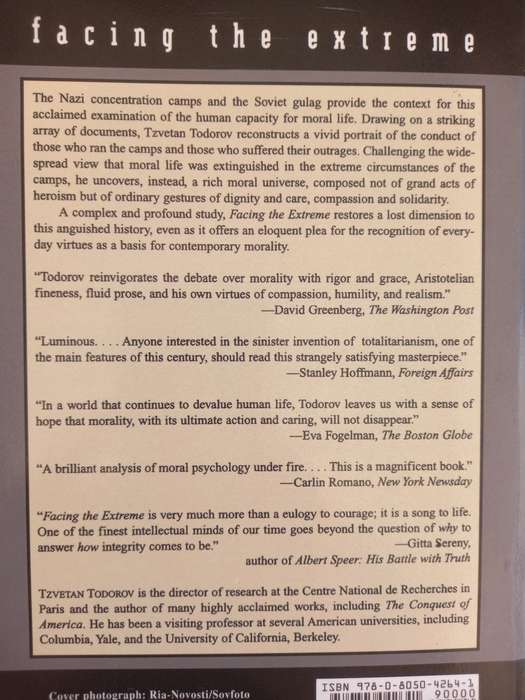 facing the extreme
The Nazi concentration camps and the Soviet gulag provide the context for this
acclaimed examination of the human capacity for moral life. Drawing on a striking
array of documents, Tzvetan Todorov reconstructs a vivid portrait of the conduct of
those who ran the camps and those who suffered their outrages. Challenging the wide-
spread view that moral life was extinguished in the extreme circumstances of the
camps, he uncovers, instead, a rich moral universe, composed not of grand acts of
heroism but of ordinary gestures of dignity and care, compassion and solidarity.
A complex and profound study, Facing the Extreme restores a lost dimension to
this anguished history, even as it offers an eloquent plea for the recognition of every-
day virtues as a basis for contemporary morality.
“Todorov reinvigorates the debate over morality with rigor and grace, Aristotelian
fineness, fluid prose, and his own virtues of compassion, humility, and realism.”
—David Greenberg, The Washington Post
“Luminous. . . . Anyone interested in the sinister invention of totalitarianism, one of
the main features of this century, should read this strangely satisfying masterpiece.”
—Stanley Hoffmann, Foreign Affairs
“In a world that continues to devalue human life, Todorov leaves us with a sense of
hope that morality, with its ultimate action and caring, will not disappear.”
—Eva Fogelman, The Boston Globe
“A brilliant analysis of moral psychology under fire. . . . This is a magnificent book.”
—Carlin Romano, New York Newsday
“Facing the Extreme is very much more than a eulogy to courage; it is a song to life.
One of the finest intellectual minds of our time goes beyond the question of why to
answer how integrity comes to be.” —Gitta Sereny,
author of Albert Speer: His Battle with Truth
TZVETAN TODOROV is the director of research at the Centre National de Recherches in
Paris and the author of many highly acclaimed works, including The Conquest of
America. He has been a visiting professor at several American universities, including
Columbia, Yale, and the University of California, Berkeley.
Cover photograph: Ria-Novosti/Sovfoto
ISBN 978-0-8050-4264-1
90000